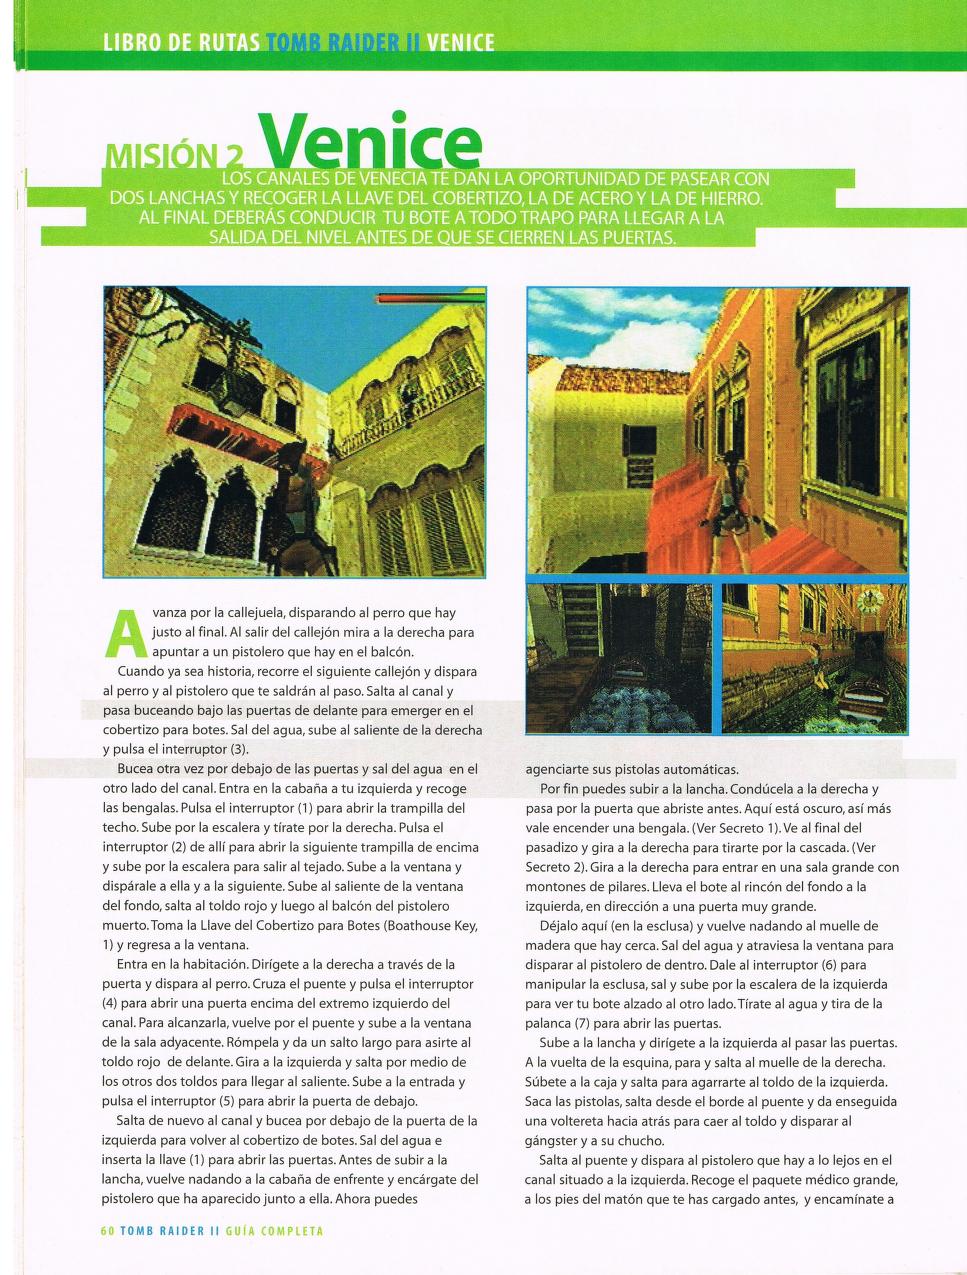 LIBRO DE RUTAS TOMB RAIDER II VENICE
MISIÓN 2 Venice
LOS CANALES DE VENECIA TE DAN LA OPORTUNIDAD DE PASEAR CON
DOS LANCHAS Y RECOGER LA LLAVE DEL COBERTIZO, LA DE ACERO Y LA DE HIERRO.
AL FINAL DEBERÁS CONDUCIR TU BOTE A TODO TRAPO PARA LLEGAR A LA
SALIDA DEL NIVEL ANTES DE QUE SE CIERREN LAS PUERTAS.
Avanza por la callejuela, disparando al perro que hay
justo al final. Al salir del callejón mira a la derecha para
apuntar a un pistolero que hay en el balcón.
Cuando ya sea historia, recorre el siguiente callejón y dispara
al perro y al pistolero que te saldrán al paso. Salta al canal y
pasa buceando bajo las puertas de delante para emerger en el
cobertizo para botes. Sal del agua, sube al saliente de la derecha
y pulsa el interruptor (3).
Bucea otra vez por debajo de las puertas y sal del agua en el
otro lado del canal. Entra en la cabaña a tu izquierda y recoge
las bengalas. Pulsa el interruptor (1) para abrir la trampilla del
techo. Sube por la escalera y tírate por la derecha. Pulsa el
interruptor (2) de allí para abrir la siguiente trampilla de encima
y sube por la escalera para salir al tejado. Sube a la ventana y
dispárale a ella y a la siguiente. Sube al saliente de la ventana
del fondo, salta al toldo rojo y luego al balcón del pistolero
muerto. Toma la Llave del Cobertizo para Botes (Boathouse Key,
1) y regresa a la ventana.
Entra en la habitación. Dirígete a la derecha a través de la
puerta y dispara al perro. Cruza el puente y pulsa el interruptor
(4) para abrir una puerta encima del extremo izquierdo del
canal. Para alcanzarla, vuelve por el puente y sube a la ventana
de la sala adyacente. Rómpela y da un salto largo para asirte al
toldo rojo de delante. Gira a la izquierda y salta por medio de
los otros dos toldos para llegar al saliente. Sube a la entrada y
pulsa el interruptor (5) para abrir la puerta de debajo.
Salta de nuevo al canal y bucea por debajo de la puerta de la
izquierda para volver al cobertizo de botes. Sal del agua e
inserta la llave (1) para abrir las puertas. Antes de subir a la
lancha, vuelve nadando a la cabaña de enfrente y encárgate del
pistolero que ha aparecido junto a ella. Ahora puedes
agenciarte sus pistolas automáticas.
Por fin puedes subir a la lancha. Condúcela a la derecha y
pasa por la puerta que abriste antes. Aquí está oscuro, así más
vale encender una bengala. (Ver Secreto 1). Ve al final del
pasadizo y gira a la derecha para tirarte por la cascada. (Ver
Secreto 2). Gira a la derecha para entrar en una sala grande con
montones de pilares. Lleva el bote al rincón del fondo a la
izquierda, en dirección a una puerta muy grande.
Déjalo aquí (en la esclusa) y vuelve nadando al muelle de
madera que hay cerca. Sal del agua y atraviesa la ventana para
disparar al pistolero de dentro. Dale al interruptor (6) para
manipular la esclusa, sal y sube por la escalera de la izquierda
para ver tu bote alzado al otro lado. Tírate al agua y tira de la
palanca (7) para abrir las puertas.
Sube a la lancha y dirígete a la izquierda al pasar las puertas.
A la vuelta de la esquina, para y salta al muelle de la derecha.
Súbete a la caja y salta para agarrarte al toldo de la izquierda.
Saca las pistolas, salta desde el borde al puente y da enseguida
una voltereta hacia atrás para caer al toldo y disparar al
gángster y a su chucho.
Salta al puente y dispara al pistolero que hay a lo lejos en el
canal situado a la izquierda. Recoge el paquete médico grande,
a los pies del matón que te has cargado antes, y encamínate a
60 TOMB RAIDER II GUÍA COMPLETA